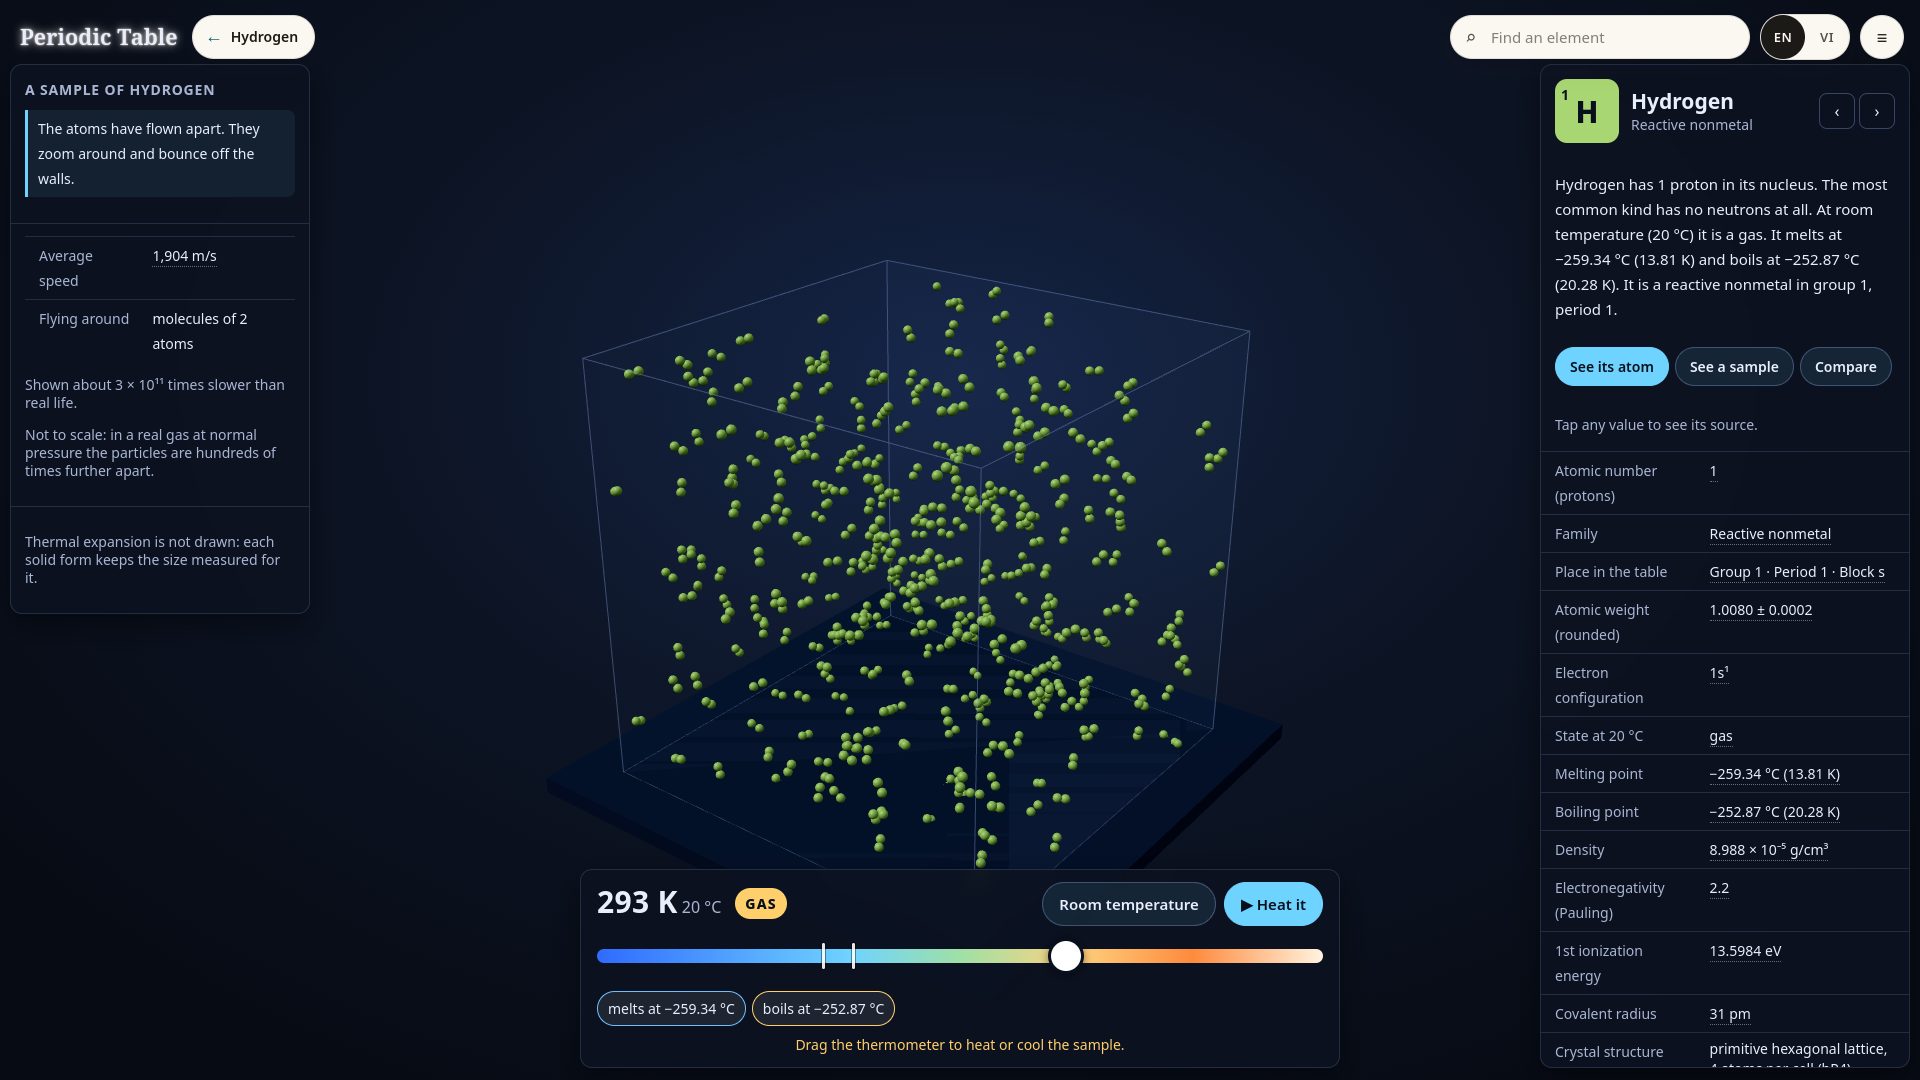 Periodic Table
← Hydrogen
Find an element
EN
VI
≡
A SAMPLE OF HYDROGEN
The atoms have flown apart. They
zoom around and bounce off the
walls.
Average
speed
1,904 m/s
Flying around
molecules of 2
atoms
Shown about 3 × 10¹¹ times slower than
real life.
Not to scale: in a real gas at normal
pressure the particles are hundreds of
times further apart.
Thermal expansion is not drawn: each
solid form keeps the size measured for
it.
293 K 20 °C GAS
Room temperature
▶ Heat it
melts at −259.34 °C
boils at −252.87 °C
Drag the thermometer to heat or cool the sample.
1
H
Hydrogen
Reactive nonmetal
‹
›
Hydrogen has 1 proton in its nucleus. The most
common kind has no neutrons at all. At room
temperature (20 °C) it is a gas. It melts at
−259.34 °C (13.81 K) and boils at −252.87 °C
(20.28 K). It is a reactive nonmetal in group 1,
period 1.
See its atom
See a sample
Compare
Tap any value to see its source.
Atomic number
(protons)
1
Family
Reactive nonmetal
Place in the table
Group 1 · Period 1 · Block s
Atomic weight
(rounded)
1.0080 ± 0.0002
Electron
configuration
1s¹
State at 20 °C
gas
Melting point
−259.34 °C (13.81 K)
Boiling point
−252.87 °C (20.28 K)
Density
8.988 × 10⁻⁵ g/cm³
Electronegativity
(Pauling)
2.2
1st ionization
energy
13.5984 eV
Covalent radius
31 pm
Crystal structure
primitive hexagonal lattice,
4 atoms per cell (hP4)